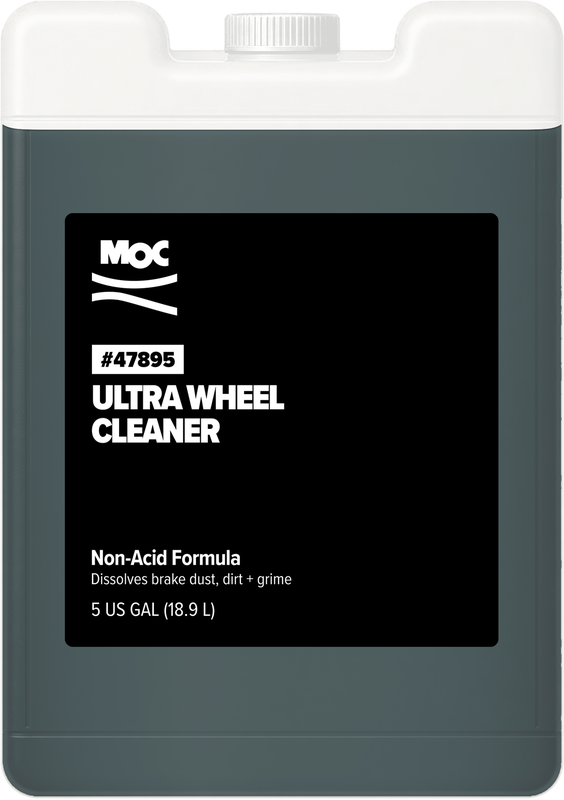 MOC
#47895
ULTRA WHEEL
CLEANER
Non-Acid Formula
Dissolves brake dust, dirt + grime
5 US GAL (18.9 L)